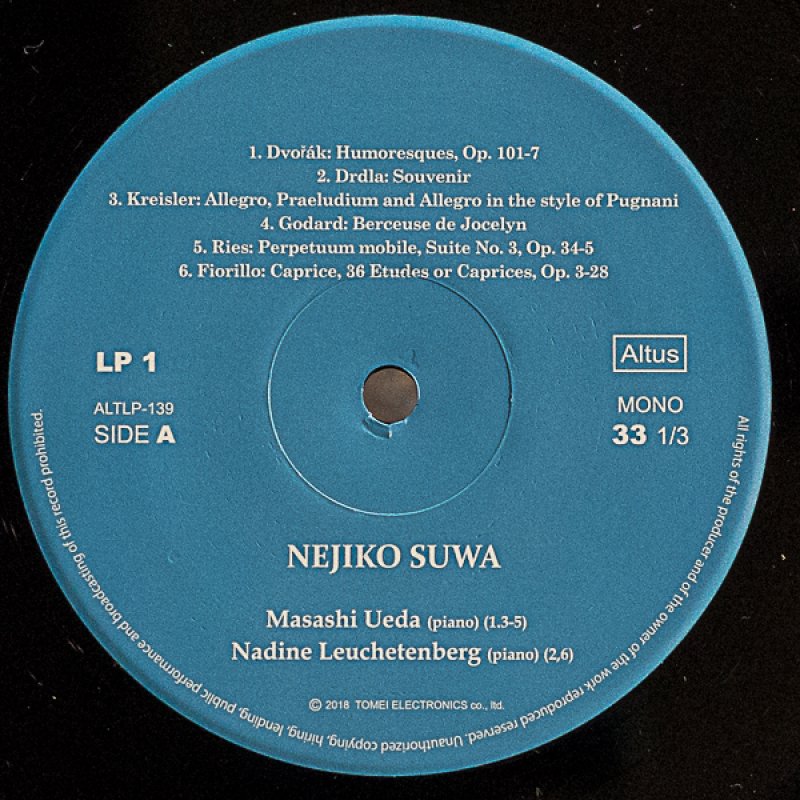 1. Dvořák: Humoresques, Op. 101-7
2. Drdla: Souvenir
3. Kreisler: Allegro, Praeludium and Allegro in the style of Pugnani
4. Godard: Berceuse de Jocelyn
5. Ries: Perpetuum mobile, Suite No. 3, Op. 34-5
6. Fiorillo: Caprice, 36 Etudes or Caprices, Op. 3-28
LP 1
ALTLP-139
SIDE A
Altus
MONO
33 1/3
NEJIKO SUWA
Masashi Ueda (piano) (1.3-5)
Nadine Leuchetenberg (piano) (2,6)
© 2018 TOMEI ELECTRONICS co., ltd.
All rights of the producer and of the owner of the work reproduced reserved. Unauthorized copying, hiring, lending, public performance and broadcasting of this record prohibited.